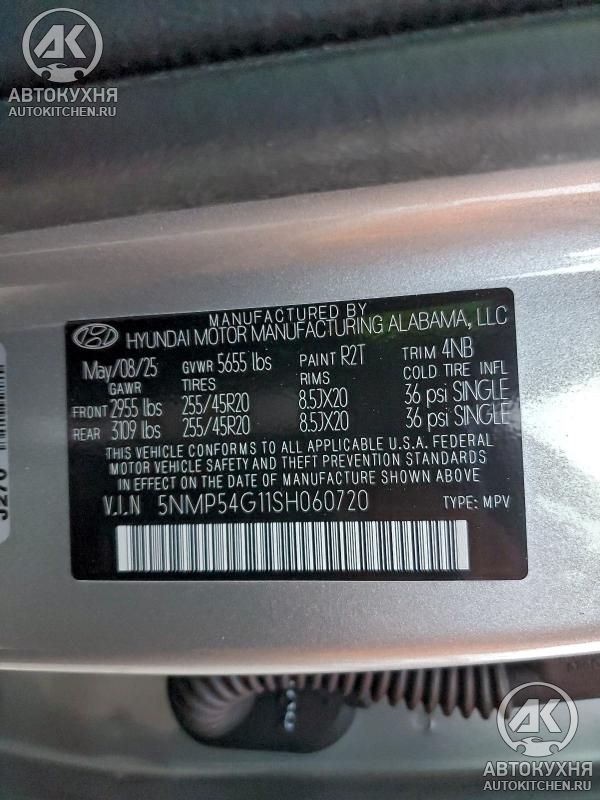 AK
АВТОКУХНЯ
AUTOKITCHEN.RU
MANUFACTURED BY
HYUNDAI MOTOR MANUFACTURING ALABAMA, LLC
May/08/25 GVWR 5655 lbs PAINT R2T TRIM 4NB
GAWR TIRES RIMS COLD TIRE INFL
FRONT 2955 lbs 255/45R20 8.5JX20 36 psi SINGLE
REAR 3109 lbs 255/45R20 8.5JX20 36 psi SINGLE
THIS VEHICLE CONFORMS TO ALL APPLICABLE U.S.A. FEDERAL
MOTOR VEHICLE SAFETY AND THEFT PREVENTION STANDARDS
IN EFFECT ON THE DATE OF MANUFACTURE SHOWN ABOVE.
V.I.N 5NMP54G11SH060720 TYPE: MPV
AK
АВТОКУХНЯ
AUTOKITCHEN.RU